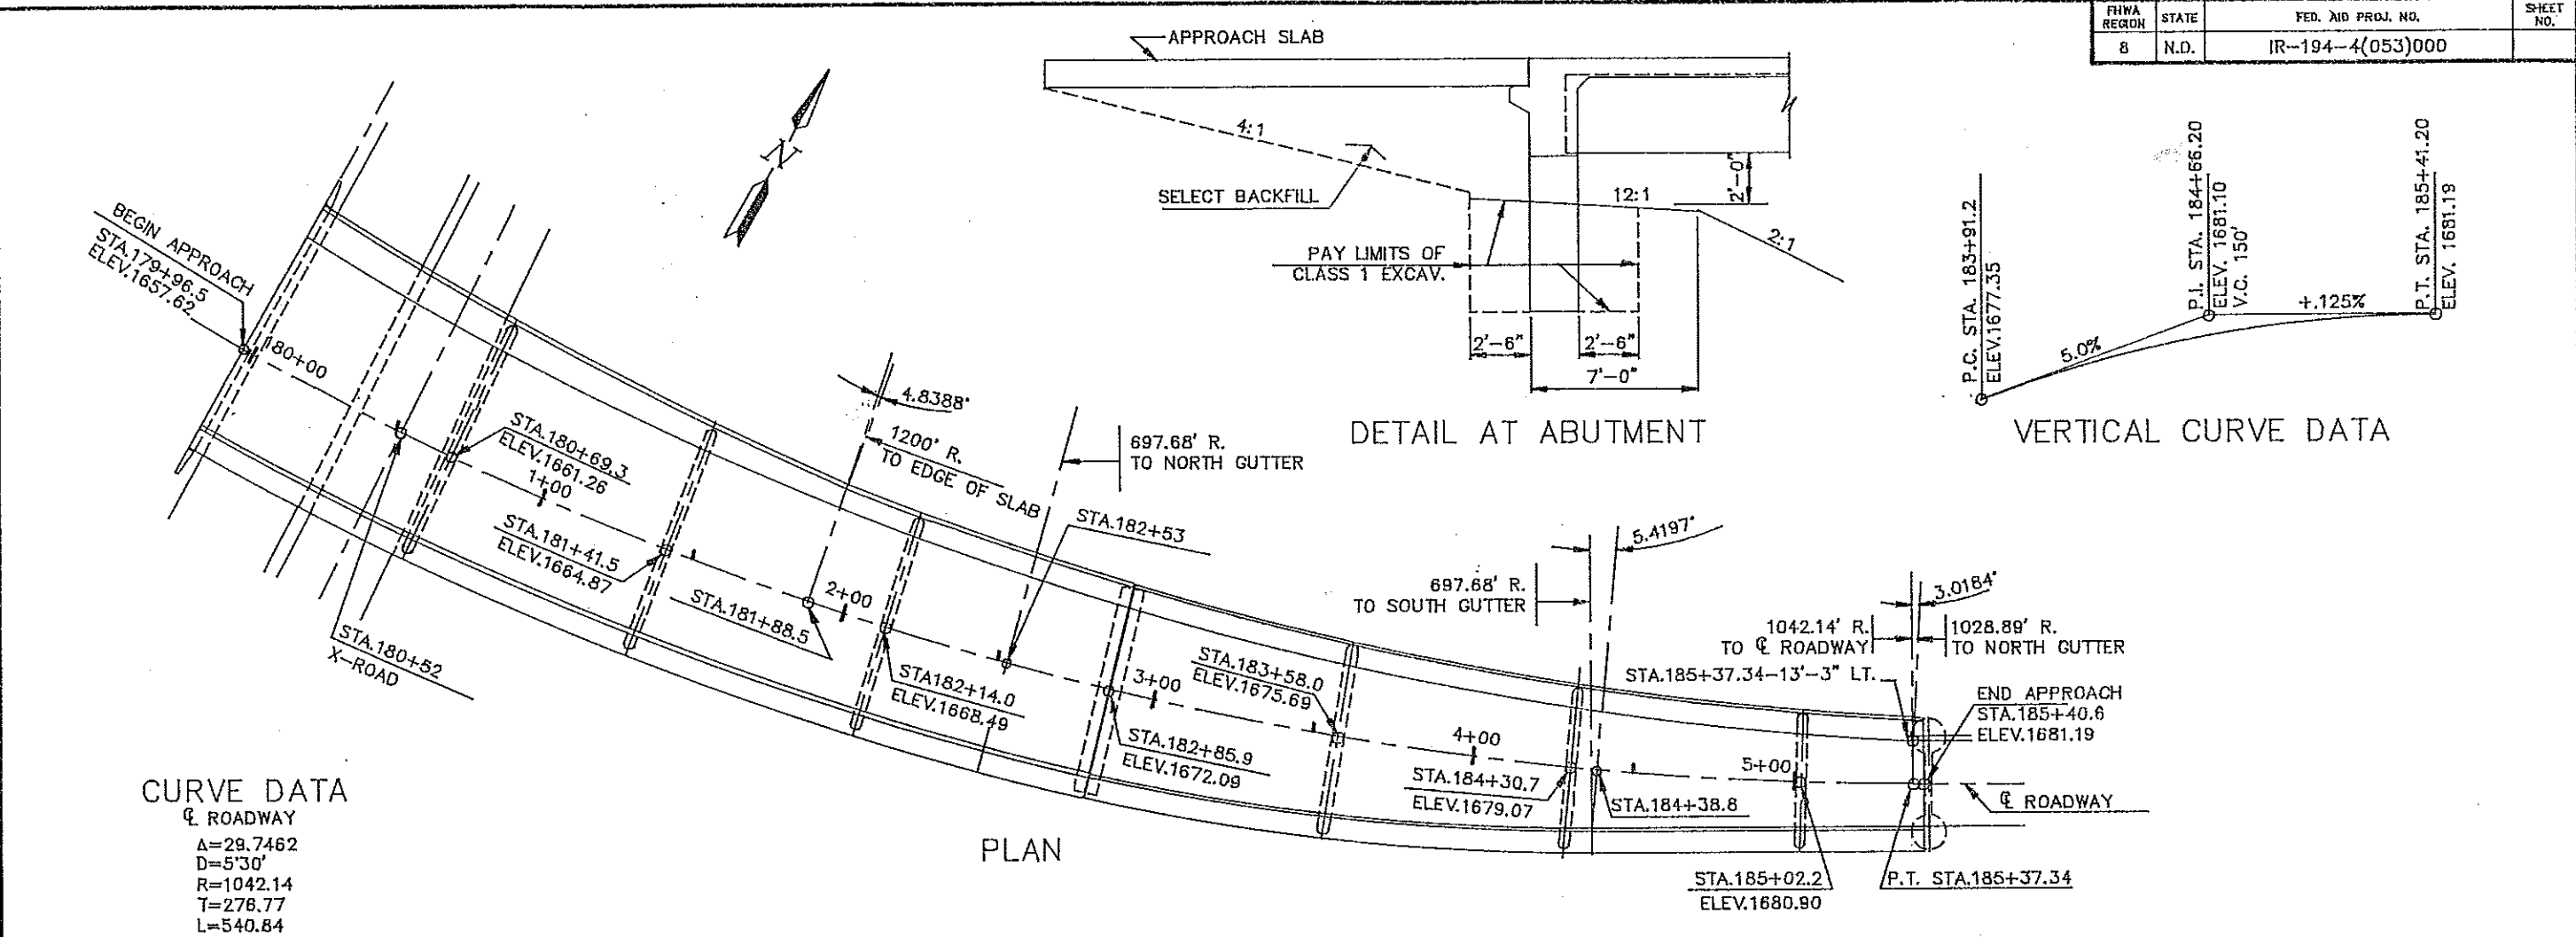 FHWA REGION STATE FED. AID PROJ. NO. SHEET NO.
8 N.D. IR-194-4(053)000
APPROACH SLAB
4:1
SELECT BACKFILL
12:1
2'-0"
2:1
PAY LIMITS OF
CLASS 1 EXCAV.
2'-6"
2'-6"
7'-0"
DETAIL AT ABUTMENT
P.C. STA. 183+91.2
ELEV.1677.35
5.0%
P.I. STA. 184+66.20
ELEV. 1681.10
V.C. 150'
+.125%
P.T. STA. 185+41.20
ELEV. 1681.19
VERTICAL CURVE DATA
N
BEGIN APPROACH
STA.179+96.5
ELEV.1657.62
180+00
STA.180+52
X-ROAD
STA.180+69.3
ELEV.1661.26
1+00
STA.181+41.5
ELEV.1664.87
STA.181+88.5
2+00
4.8388°
1200' R.
TO EDGE OF SLAB
697.68' R.
TO NORTH GUTTER
STA.182+53
STA182+14.0
ELEV.1668.49
3+00
STA.182+85.9
ELEV.1672.09
STA.183+58.0
ELEV.1675.69
4+00
STA.184+30.7
ELEV.1679.07
697.68' R.
TO SOUTH GUTTER
5.4197°
STA.184+38.8
5+00
STA.185+02.2
ELEV.1680.90
3.0184°
1042.14' R.
TO ℄ ROADWAY
1028.89' R.
TO NORTH GUTTER
STA.185+37.34-13'-3" LT.
END APPROACH
STA.185+40.6
ELEV.1681.19
℄ ROADWAY
P.T. STA.185+37.34
PLAN
CURVE DATA
℄ ROADWAY
Δ=29.7462
D=5°30'
R=1042.14
T=276.77
L=540.84